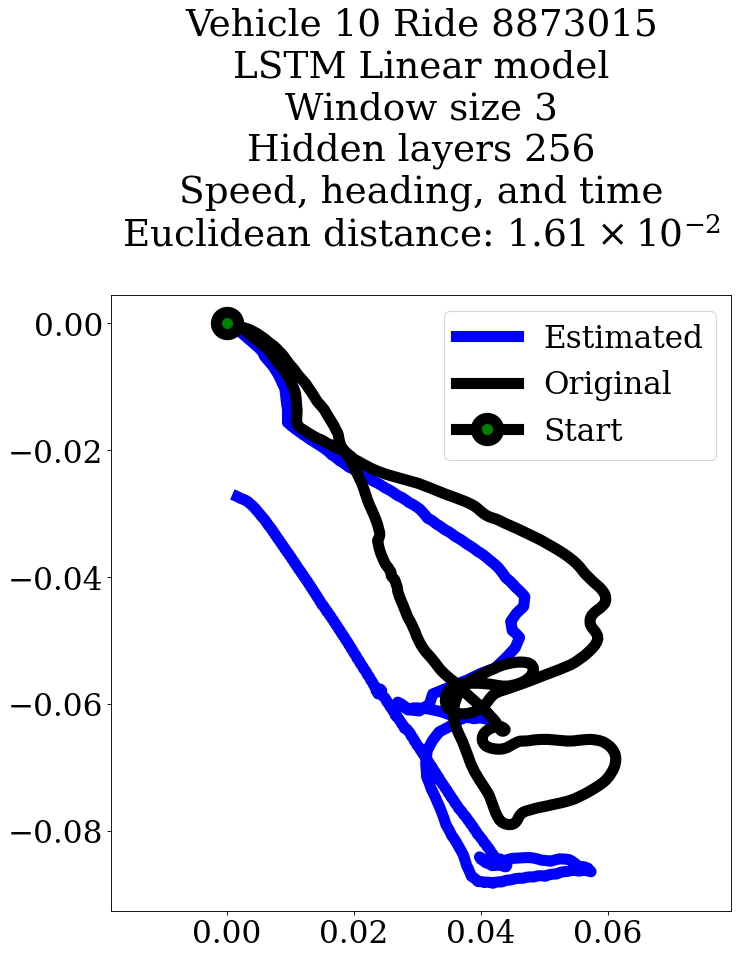 Vehicle 10 Ride 8873015
LSTM Linear model
Window size 3
Hidden layers 256
Speed, heading, and time
Euclidean distance: 1.61 × 10⁻²
Estimated
Original
Start
0.00
−0.02
−0.04
−0.06
−0.08
0.00 0.02 0.04 0.06